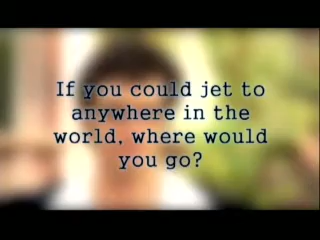 If you could jet to
anywhere in the
world, where would
you go?